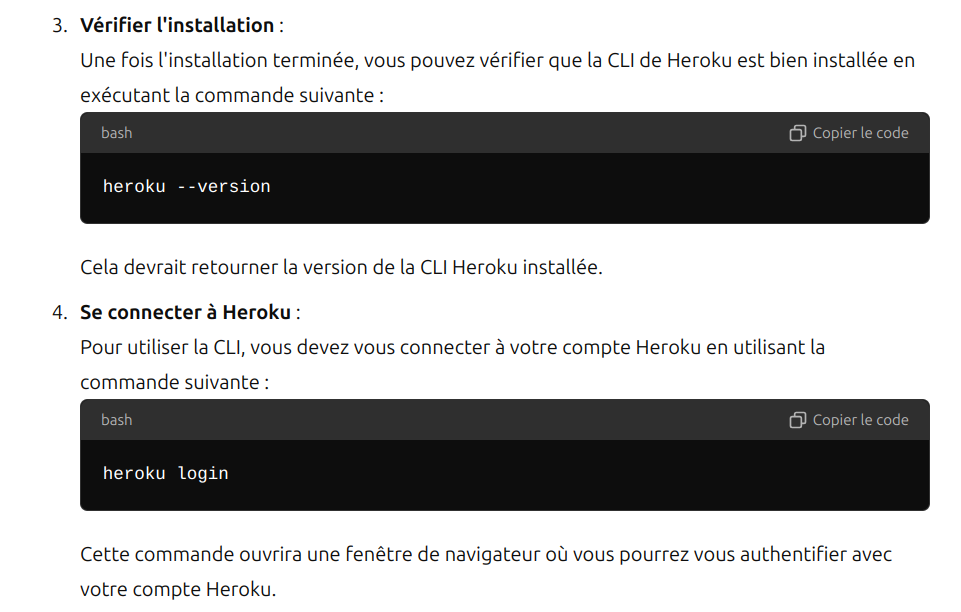 3. Vérifier l'installation :
Une fois l'installation terminée, vous pouvez vérifier que la CLI de Heroku est bien installée en
exécutant la commande suivante :
bash Copier le code
heroku --version
Cela devrait retourner la version de la CLI Heroku installée.
4. Se connecter à Heroku :
Pour utiliser la CLI, vous devez vous connecter à votre compte Heroku en utilisant la
commande suivante :
bash Copier le code
heroku login
Cette commande ouvrira une fenêtre de navigateur où vous pourrez vous authentifier avec
votre compte Heroku.